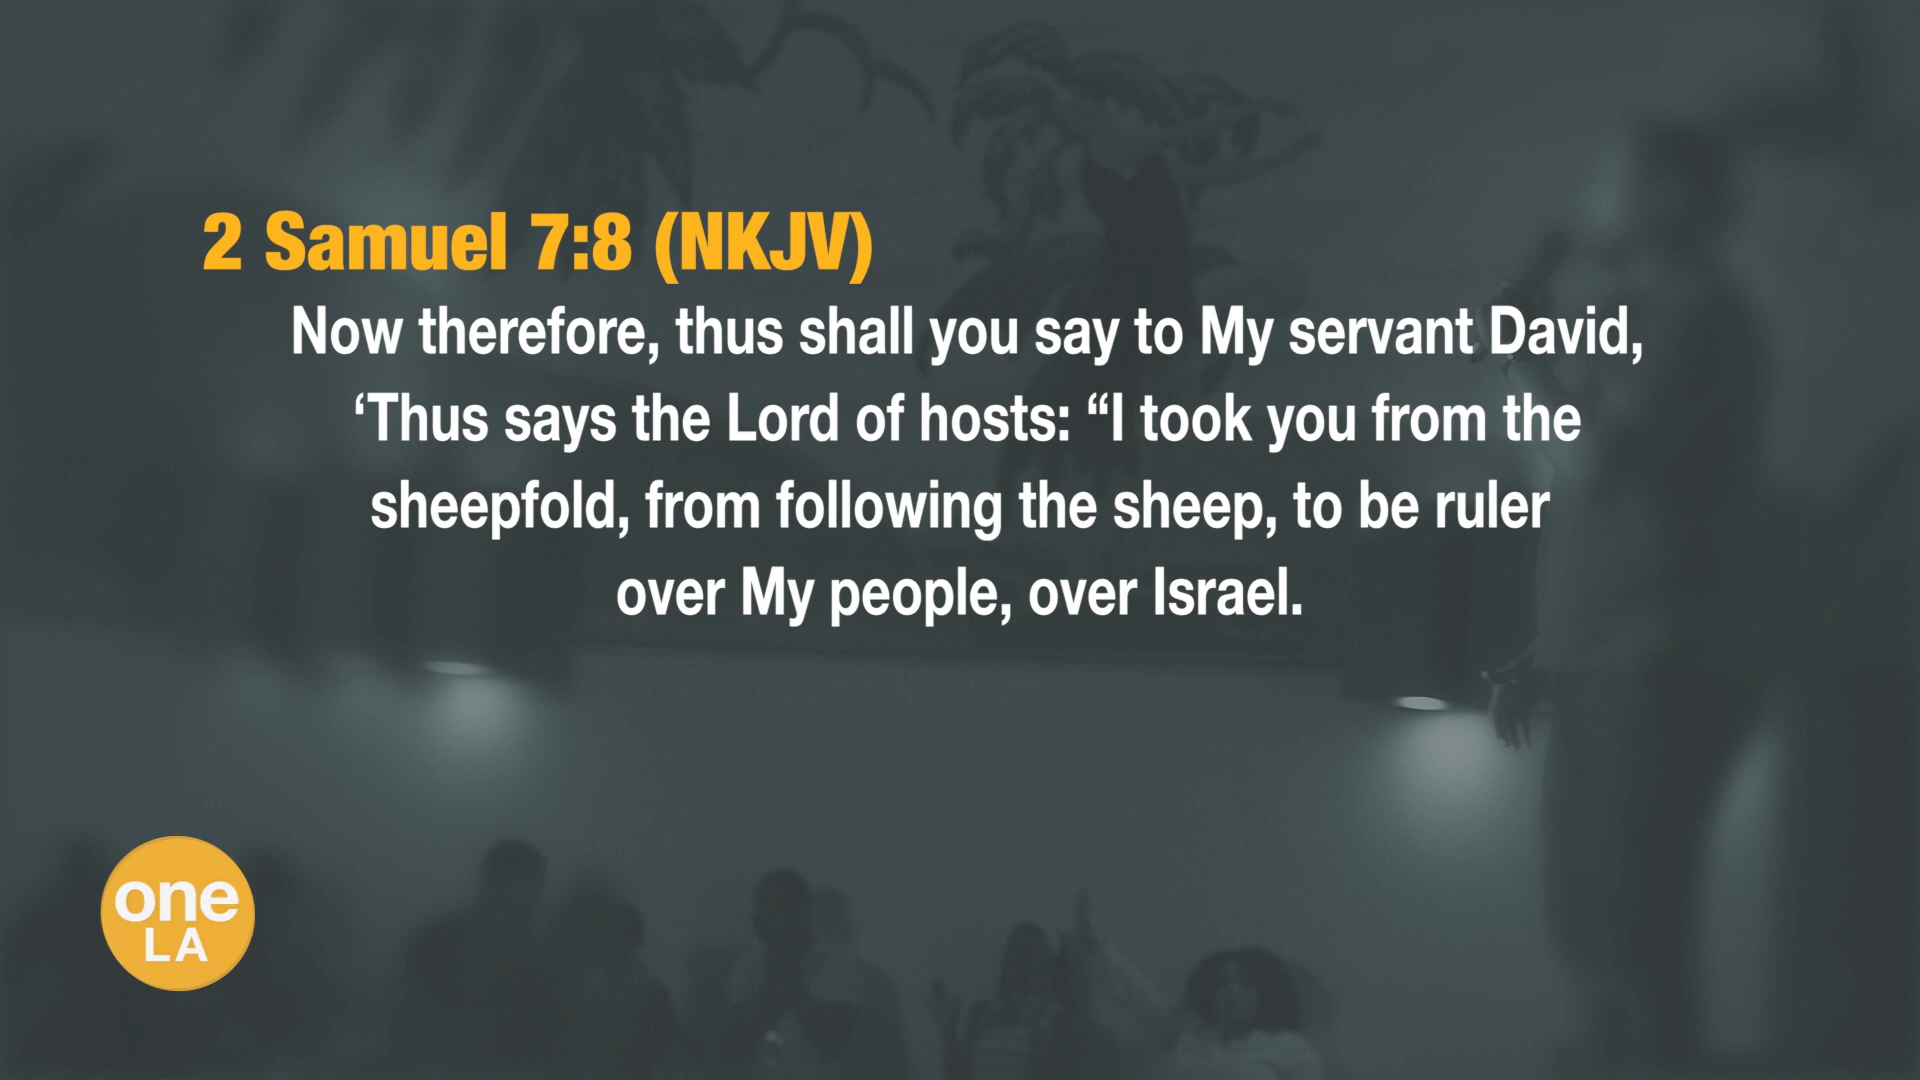 2 Samuel 7:8 (NKJV)
Now therefore, thus shall you say to My servant David,
‘Thus says the Lord of hosts: “I took you from the
sheepfold, from following the sheep, to be ruler
over My people, over Israel.
one
LA